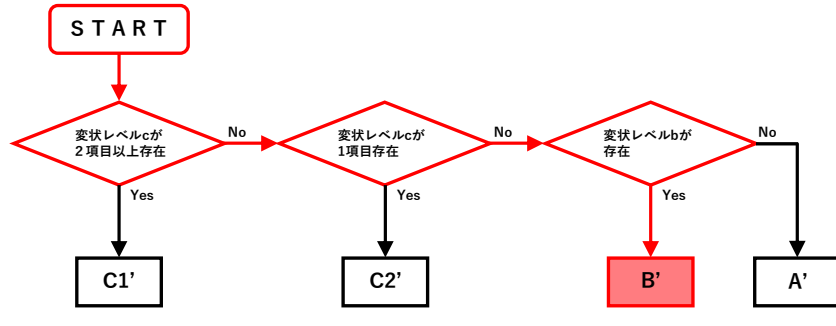 ＳＴＡＲＴ
変状レベルcが
２項目以上存在
No
変状レベルcが
1項目存在
No
変状レベルbが
存在
No
Yes
Yes
Yes
C1’
C2’
B’
A’